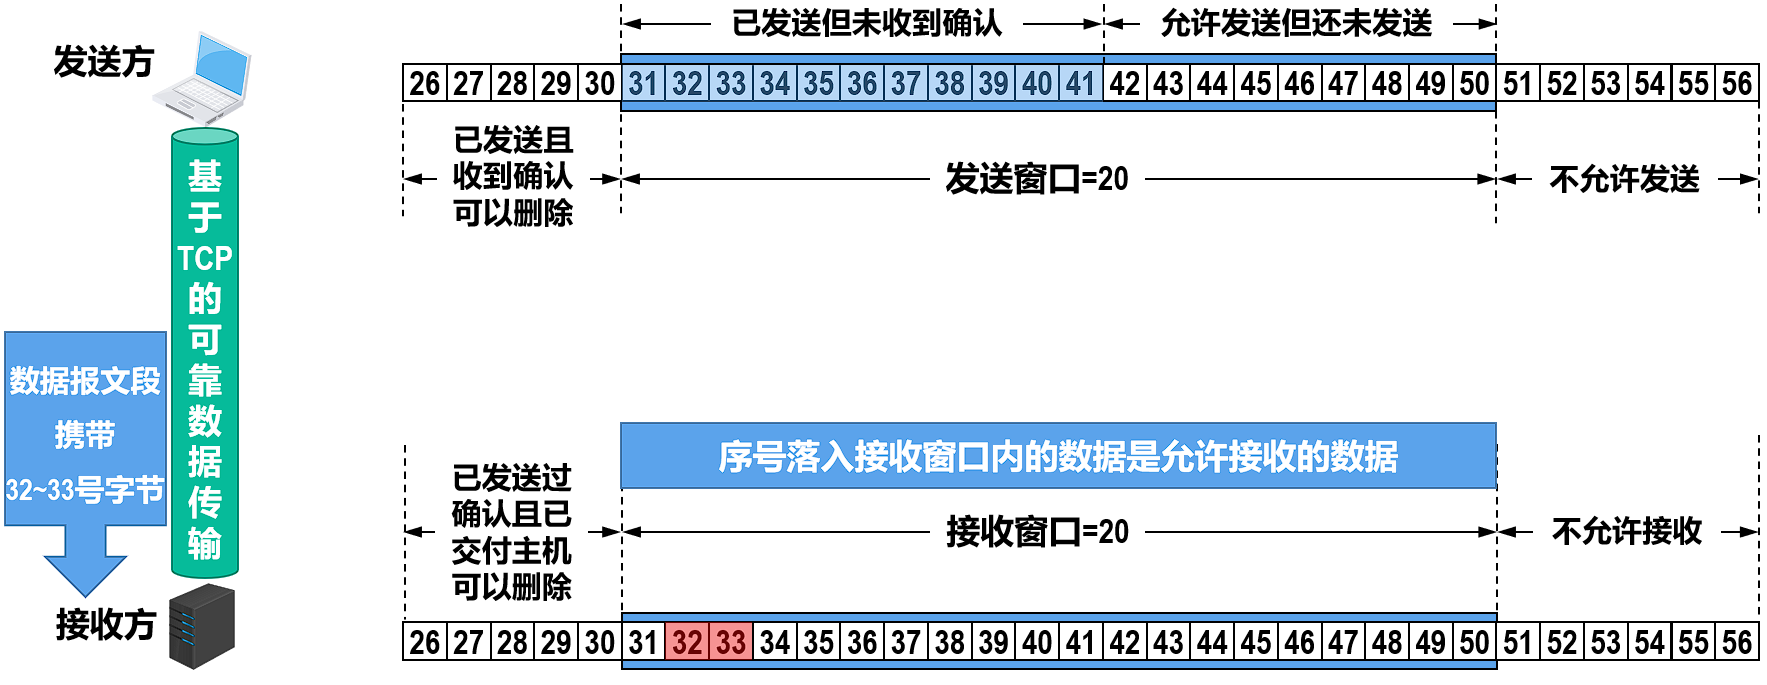 已发送但未收到确认
允许发送但还未发送
发送方
26 27 28 29 30 31 32 33 34 35 36 37 38 39 40 41 42 43 44 45 46 47 48 49 50 51 52 53 54 55 56
已发送且
收到确认
可以删除
发送窗口=20
不允许发送
基于TCP的可靠数据传输
数据报文段
携带
32~33号字节
序号落入接收窗口内的数据是允许接收的数据
已发送过
确认且已
交付主机
可以删除
接收窗口=20
不允许接收
接收方
26 27 28 29 30 31 32 33 34 35 36 37 38 39 40 41 42 43 44 45 46 47 48 49 50 51 52 53 54 55 56